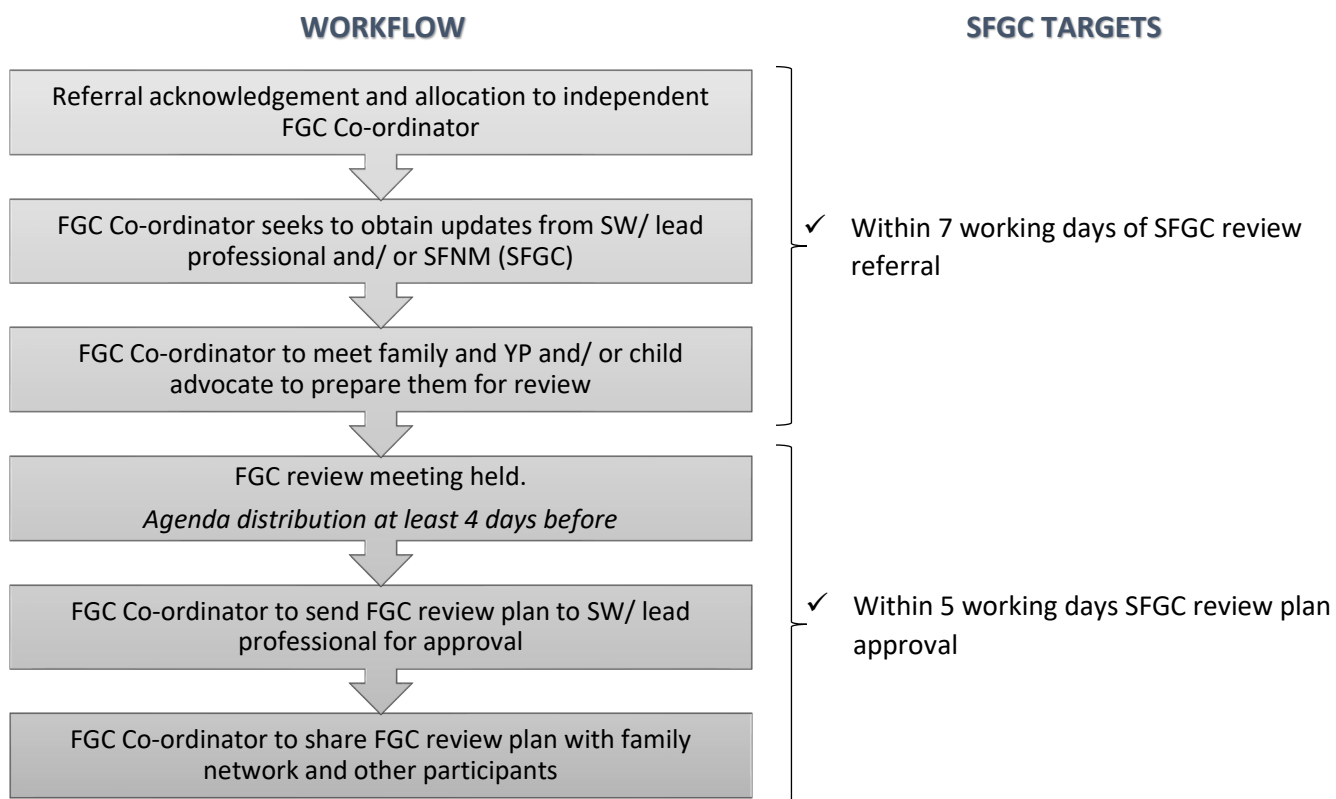 WORKFLOW
SFGC TARGETS
Referral acknowledgement and allocation to independent
FGC Co-ordinator
FGC Co-ordinator seeks to obtain updates from SW/ lead
professional and/ or SFNM (SFGC)
FGC Co-ordinator to meet family and YP and/ or child
advocate to prepare them for review
✓ Within 7 working days of SFGC review
referral
FGC review meeting held.
Agenda distribution at least 4 days before
FGC Co-ordinator to send FGC review plan to SW/ lead
professional for approval
FGC Co-ordinator to share FGC review plan with family
network and other participants
✓ Within 5 working days SFGC review plan
approval